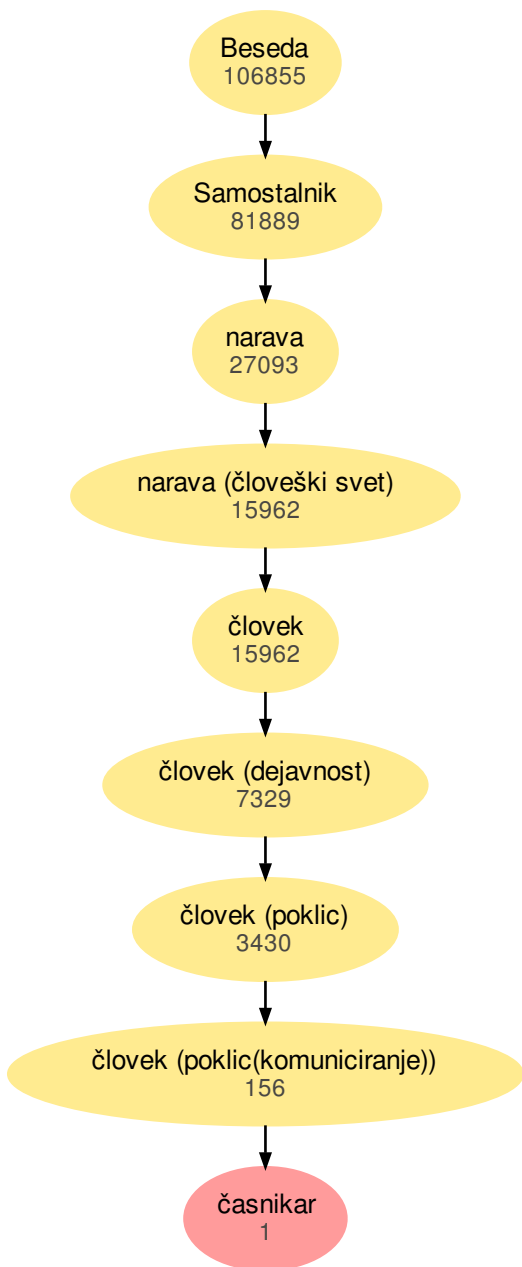 Beseda
106855
Samostalnik
81889
narava
27093
narava (človeški svet)
15962
človek
15962
človek (dejavnost)
7329
človek (poklic)
3430
človek (poklic(komuniciranje))
156
časnikar
1